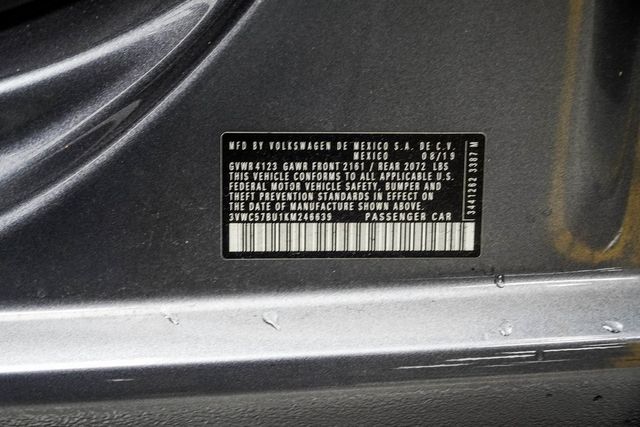 MFD BY VOLKSWAGEN DE MEXICO S.A. DE C.V.
MEXICO 08/19
GVWR 4123 GAWR FRONT 2161 / REAR 2072 LBS
THIS VEHICLE CONFORMS TO ALL APPLICABLE U.S.
FEDERAL MOTOR VEHICLE SAFETY, BUMPER AND
THEFT PREVENTION STANDARDS IN EFFECT ON
THE DATE OF MANUFACTURE SHOWN ABOVE
3VWC57BU1KM246639 PASSENGER CAR
3441262 3387 M